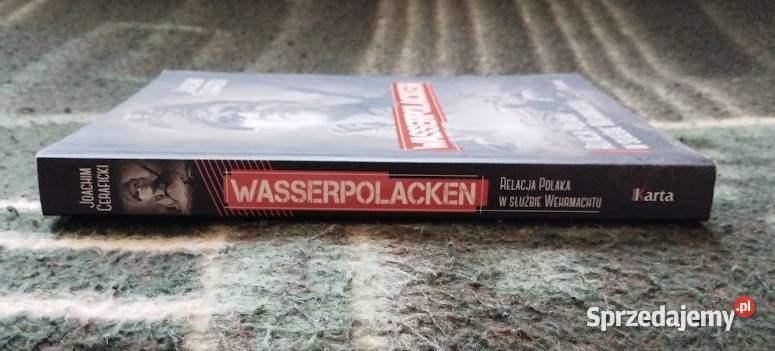 WASSERPOLACKEN
JOACHIM
CERAFICKI
WASSERPOLACKEN
RELACJA POLAKA
W SŁUŻBIE WEHRMACHTU
Karta
Sprzedajemy.pl